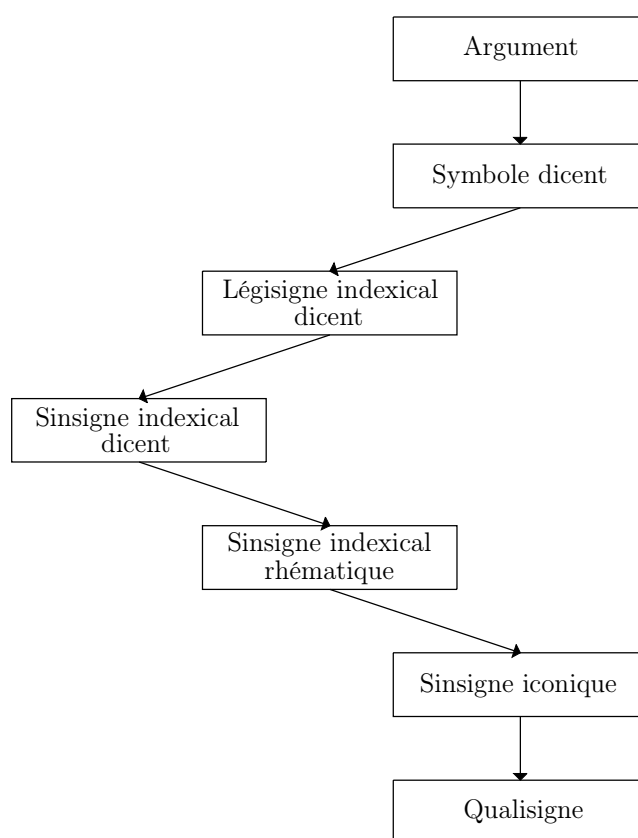 Argument
Symbole dicent
Légisigne indexical
dicent
Sinsigne indexical
dicent
Sinsigne indexical
rhématique
Sinsigne iconique
Qualisigne